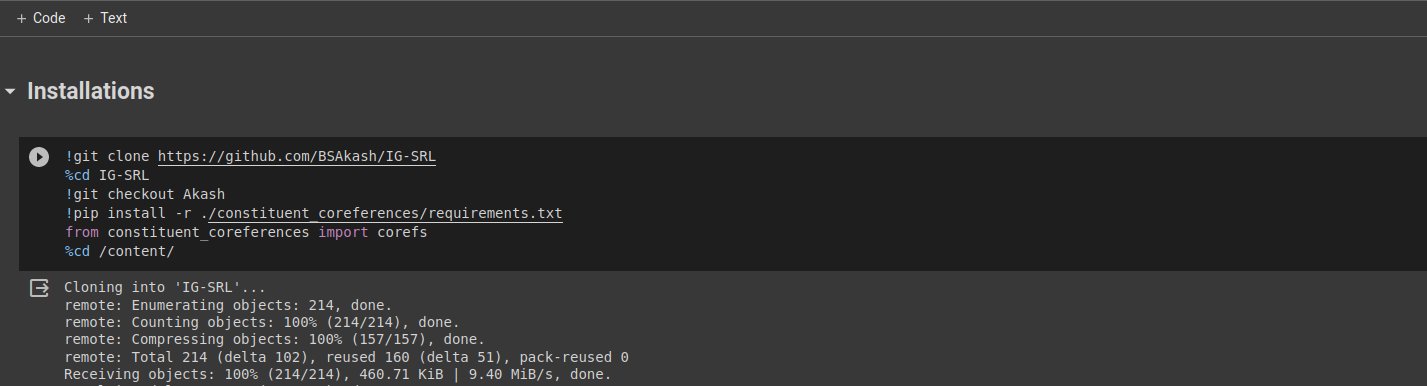 + Code + Text
Installations
!git clone https://github.com/BSAkash/IG-SRL
%cd IG-SRL
!git checkout Akash
!pip install -r ./constituent_coreferences/requirements.txt
from constituent_coreferences import corefs
%cd /content/
Cloning into 'IG-SRL'...
remote: Enumerating objects: 214, done.
remote: Counting objects: 100% (214/214), done.
remote: Compressing objects: 100% (157/157), done.
remote: Total 214 (delta 102), reused 160 (delta 51), pack-reused 0
Receiving objects: 100% (214/214), 460.71 KiB | 9.40 MiB/s, done.